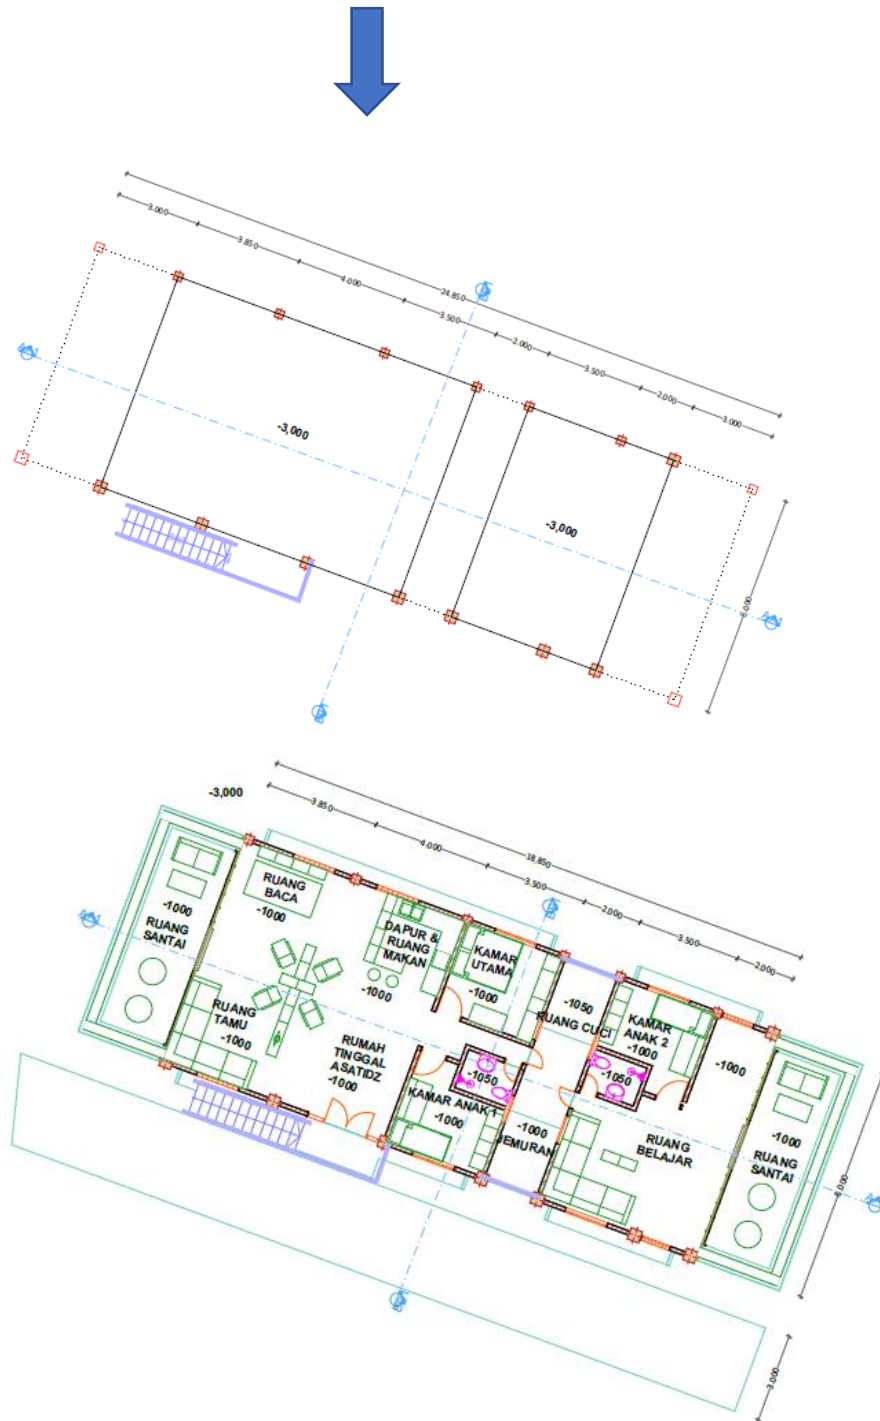 3.000
3.850
4.000
24.850
3.500
2.000
3.500
2.000
3.000
-3,000
-3,000
8.000
-3,000
3.850
4.000
18.850
3.500
2.000
3.500
2.000
RUANG
BACA
-1000
-1000
RUANG
SANTAI
DAPUR &
RUANG
MAKAN
-1000
KAMAR
UTAMA
-1000
-1050
RUANG CUCI
KAMAR
ANAK 2
-1000
-1000
RUANG
TAMU
-1000
RUMAH
TINGGAL
ASATIDZ
-1000
-1050
-1050
KAMAR ANAK 1
-1000
-1000
JEMURAN
RUANG
BELAJAR
-1000
RUANG
SANTAI
8.000
3.000